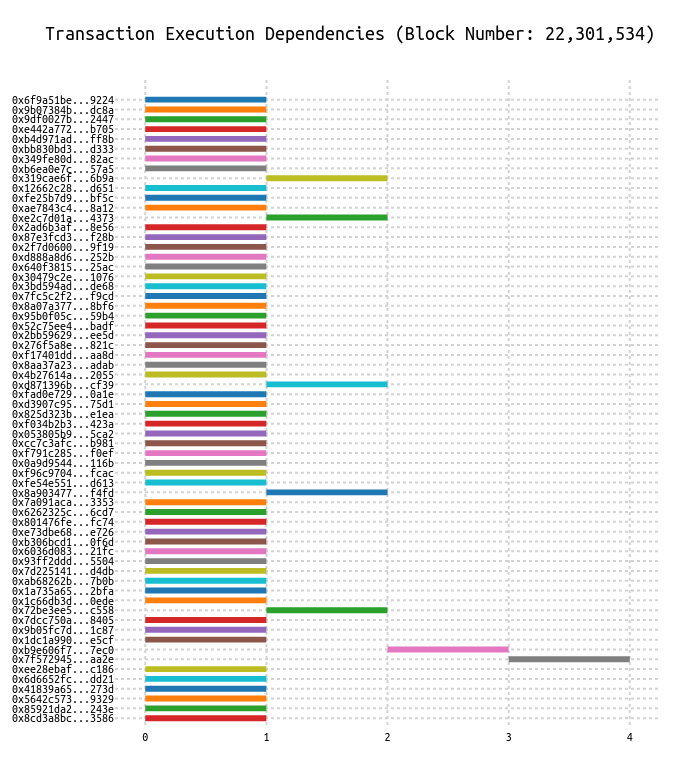 Transaction Execution Dependencies (Block Number: 22,301,534)
0x6f9a51be...9224
0x9b07384b...dc8a
0x9df0027b...2447
0xe442a772...b705
0xb4d971ad...ff8b
0xbb830bd3...d333
0x349fe80d...82ac
0xb6ea0e7c...57a5
0x319cae6f...6b9a
0x12662c28...d651
0xfe25b7d9...bf5c
0xae7843c4...8a12
0xe2c7d01a...4373
0x2ad6b3af...8e56
0x87e3fcd3...f28b
0x2f7d0600...9f19
0xd888a8d6...252b
0x640f3815...25ac
0x30479c2e...1076
0x3bd594ad...de68
0x7fc5c2f2...f9cd
0x8a07a377...8bf6
0x95b0f05c...59b4
0x52c75ee4...badf
0x2bb59629...ee5d
0x276f5a8e...821c
0xf17401dd...aa8d
0x8aa37a23...adab
0x4b27614a...2055
0xd871396b...cf39
0xfad0e729...0a1e
0xd3907c95...75d1
0x825d323b...e1ea
0xf034b2b3...423a
0x053805b9...5ca2
0xcc7c3afc...b981
0xf791c285...f0ef
0x0a9d9544...116b
0xf96c9704...fcac
0xfe54e551...d613
0x8a903477...f4fd
0x7a091aca...3353
0x6262325c...6cd7
0x801476fe...fc74
0xe73dbe68...e726
0xb306bcd1...0f6d
0x6036d083...21fc
0x93ff2ddd...5504
0x7d225141...d4db
0xab68262b...7b0b
0x1a735a65...2bfa
0x1c66db3d...0ede
0x72be3ee5...c558
0x7dcc750a...8405
0x9b05fc7d...1c87
0x1dc1a990...e5cf
0xb9e606f7...7ec0
0x7f572945...aa2e
0xee28ebaf...c186
0x6d6652fc...dd21
0x41839a65...273d
0x5642c573...9329
0x85921da2...243e
0x8cd3a8bc...3586
0 1 2 3 4